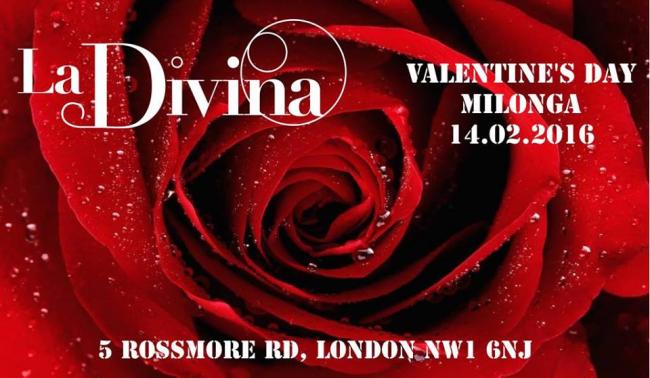 La Divina
VALENTINE'S DAY
MILONGA
14.02.2016
5 ROSSMORE RD, LONDON NW1 6NJ